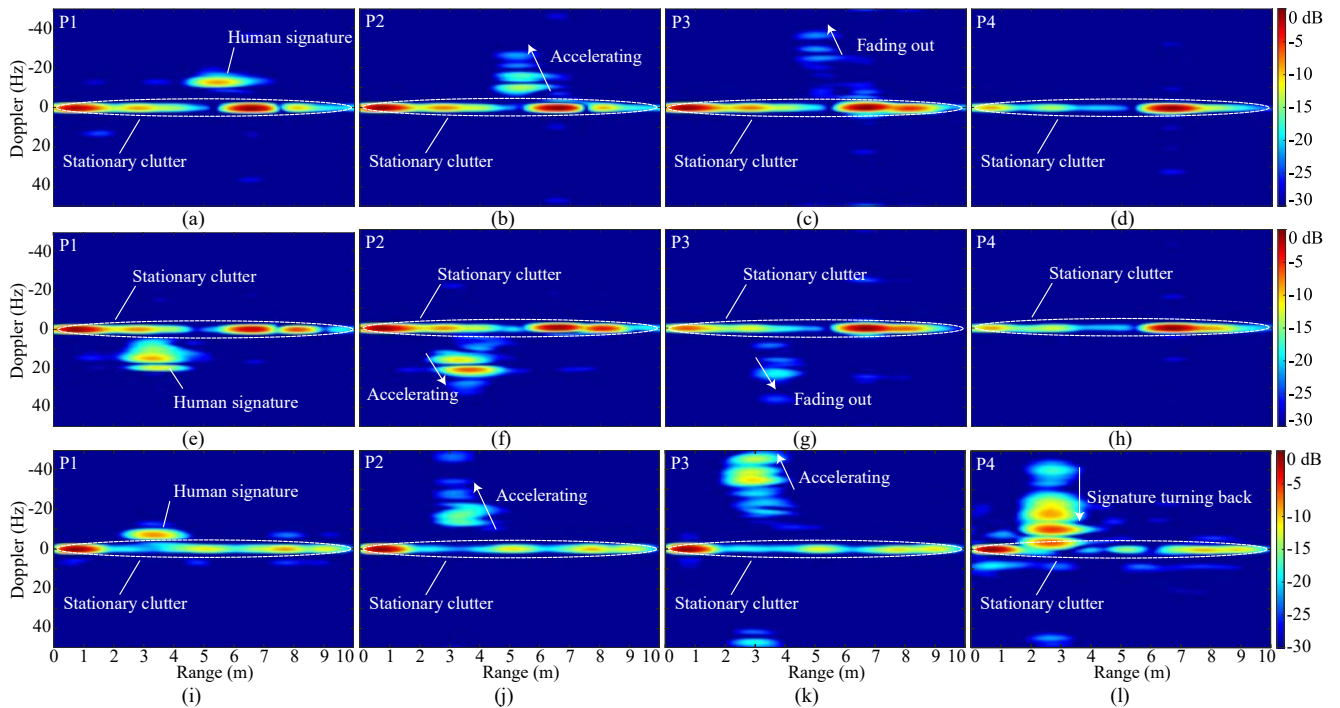 P1
Human signature
Stationary clutter
P2
Accelerating
Stationary clutter
P3
Fading out
Stationary clutter
P4
Stationary clutter
Doppler (Hz)
-40
-20
0
20
40
0 dB
-5
-10
-15
-20
-25
-30
(a)
(b)
(c)
(d)
P1
Stationary clutter
Human signature
P2
Stationary clutter
Accelerating
P3
Stationary clutter
Fading out
P4
Stationary clutter
Doppler (Hz)
-40
-20
0
20
40
0 dB
-5
-10
-15
-20
-25
-30
(e)
(f)
(g)
(h)
P1
Human signature
Stationary clutter
P2
Accelerating
Stationary clutter
P3
Accelerating
Stationary clutter
P4
Signature turning back
Stationary clutter
Doppler (Hz)
-40
-20
0
20
40
0 dB
-5
-10
-15
-20
-25
-30
0 1 2 3 4 5 6 7 8 9 10
0 1 2 3 4 5 6 7 8 9 10
0 1 2 3 4 5 6 7 8 9 10
0 1 2 3 4 5 6 7 8 9 10
Range (m)
Range (m)
Range (m)
Range (m)
(i)
(j)
(k)
(l)